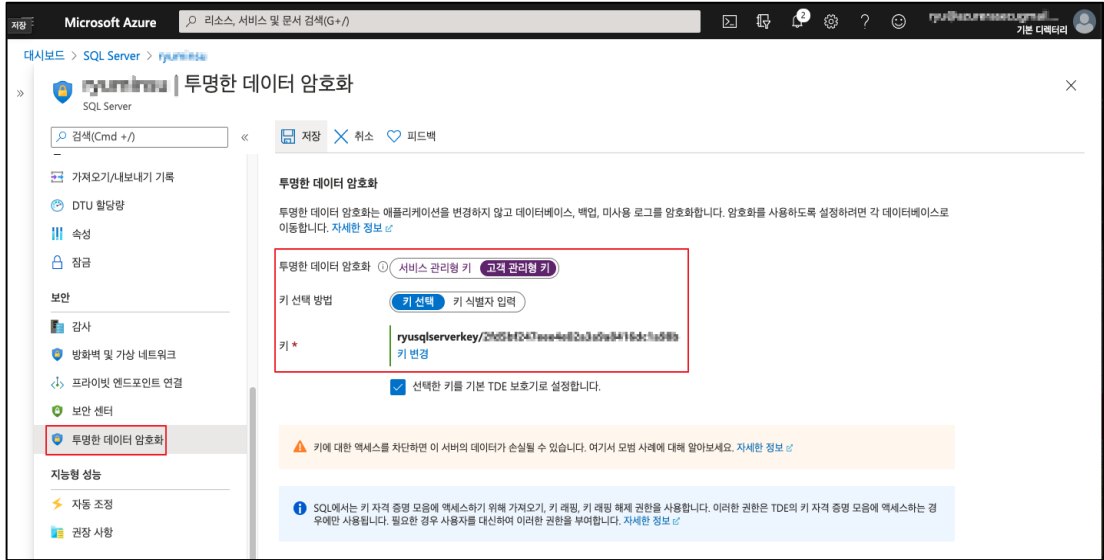 저장
Microsoft Azure
리소스, 서비스 및 문서 검색(G+/)
2
기본 디렉터리
대시보드 > SQL Server >
| 투명한 데이터 암호화
SQL Server
검색(Cmd +/)
저장 취소 피드백
가져오기/내보내기 기록
DTU 할당량
속성
잠금
보안
감사
방화벽 및 가상 네트워크
프라이빗 엔드포인트 연결
보안 센터
투명한 데이터 암호화
지능형 성능
자동 조정
권장 사항
투명한 데이터 암호화
투명한 데이터 암호화는 애플리케이션을 변경하지 않고 데이터베이스, 백업, 미사용 로그를 암호화합니다. 암호화를 사용하도록 설정하려면 각 데이터베이스로
이동합니다. 자세한 정보
투명한 데이터 암호화 서비스 관리형 키 고객 관리형 키
키 선택 방법 키 선택 키 식별자 입력
키 * ryusqlserverkey/
키 변경
선택한 키를 기본 TDE 보호기로 설정합니다.
키에 대한 액세스를 차단하면 이 서버의 데이터가 손실될 수 있습니다. 여기서 모범 사례에 대해 알아보세요. 자세한 정보
SQL에서는 키 자격 증명 모음에 액세스하기 위해 가져오기, 키 래핑, 키 래핑 해제 권한을 사용합니다. 이러한 권한은 TDE의 키 자격 증명 모음에 액세스하는 경
우에만 사용됩니다. 필요한 경우 사용자를 대신하여 이러한 권한을 부여합니다. 자세한 정보